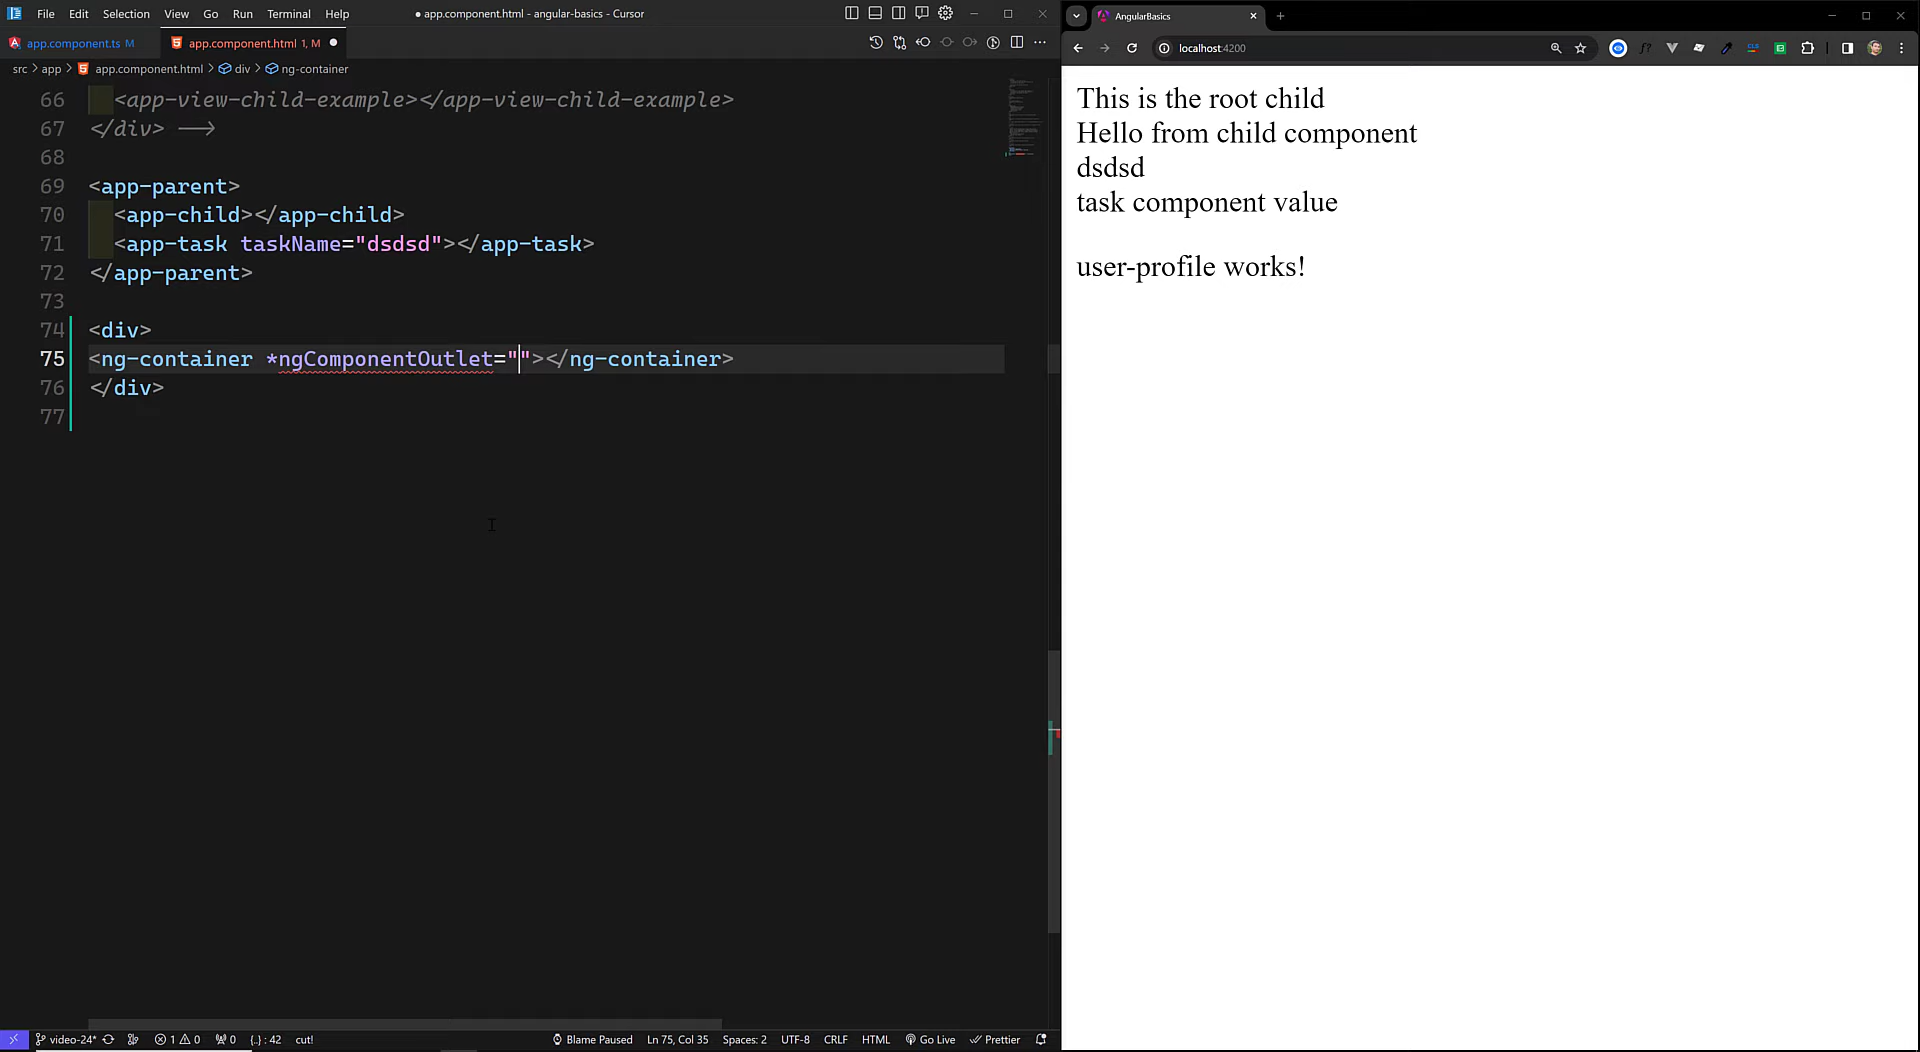 File Edit Selection View Go Run Terminal Help
● app.component.html - angular-basics - Cursor
app.component.ts M
app.component.html 1, M
src > app > app.component.html > div > ng-container
66 <app-view-child-example></app-view-child-example>
67 </div> -->
68
69 <app-parent>
70 <app-child></app-child>
71 <app-task taskName="dsdsd"></app-task>
72 </app-parent>
73
74 <div>
75 <ng-container *ngComponentOutlet=""></ng-container>
76 </div>
77
video-24* 1 0 0 {..} : 42 cut! Blame Paused Ln 75, Col 35 Spaces: 2 UTF-8 CRLF HTML Go Live Prettier
AngularBasics
localhost:4200
This is the root child
Hello from child component
dsdsd
task component value
user-profile works!